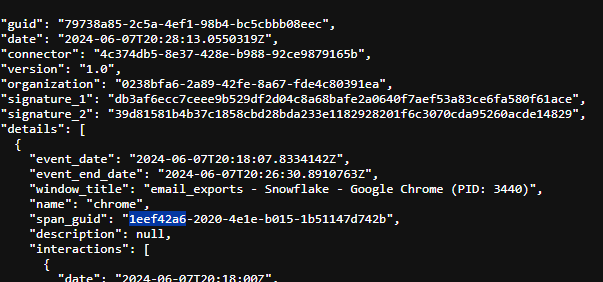 "guid": "79738a85-2c5a-4ef1-98b4-bc5cbbb08eec",
"date": "2024-06-07T20:28:13.0550319Z",
"connector": "4c374db5-8e37-428e-b988-92ce9879165b",
"version": "1.0",
"organization": "0238bfa6-2a89-42fe-8a67-fde4c80391ea",
"signature_1": "db3af6ecc7ceee9b529df2d04c8a68bafe2a0640f7aef53a83ce6fa580f61ace",
"signature_2": "39d81581b4b37c1858cbd28bda233e1182928201f6c3070cda95260acde14829",
"details": [
{
"event_date": "2024-06-07T20:18:07.8334142Z",
"event_end_date": "2024-06-07T20:26:30.8910763Z",
"window_title": "email_exports - Snowflake - Google Chrome (PID: 3440)",
"name": "chrome",
"span_guid": "1eef42a6-2020-4e1e-b015-1b51147d742b",
"description": null,
"interactions": [
{
"date": "2024-06-07T20:18:00Z",